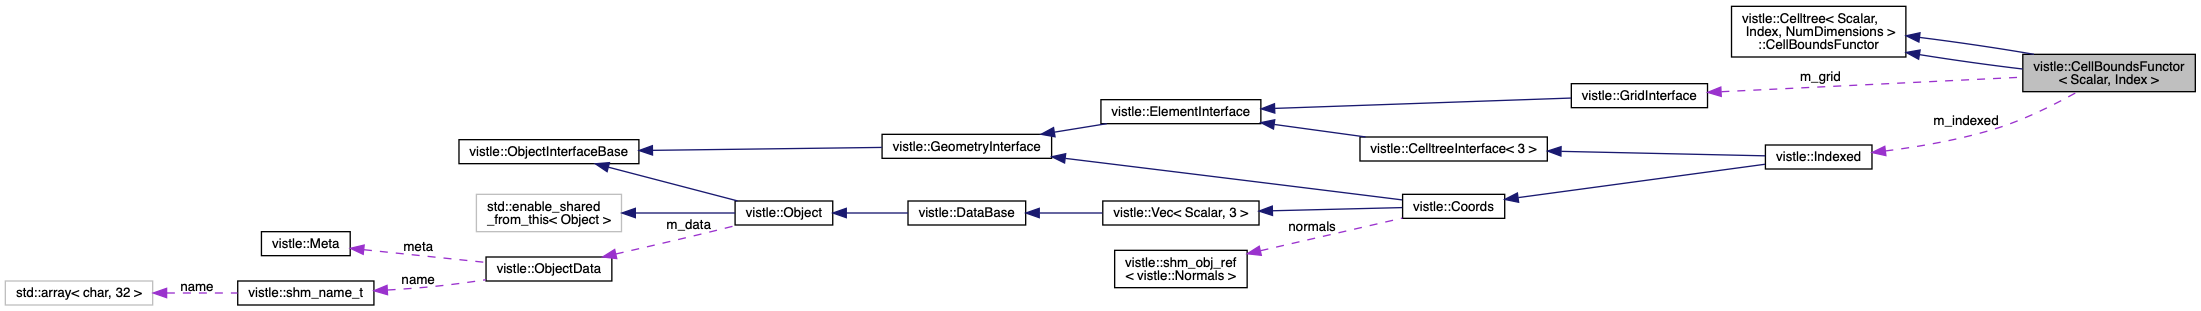 vistle::Celltree< Scalar,
Index, NumDimensions >
::CellBoundsFunctor
vistle::CellBoundsFunctor
< Scalar, Index >
m_grid
vistle::GridInterface
vistle::ElementInterface
m_indexed
vistle::ObjectInterfaceBase
vistle::GeometryInterface
vistle::CelltreeInterface< 3 >
vistle::Indexed
std::enable_shared
_from_this< Object >
vistle::Object
vistle::DataBase
vistle::Vec< Scalar, 3 >
vistle::Coords
m_data
normals
vistle::Meta
meta
vistle::ObjectData
vistle::shm_obj_ref
< vistle::Normals >
std::array< char, 32 >
name
vistle::shm_name_t
name